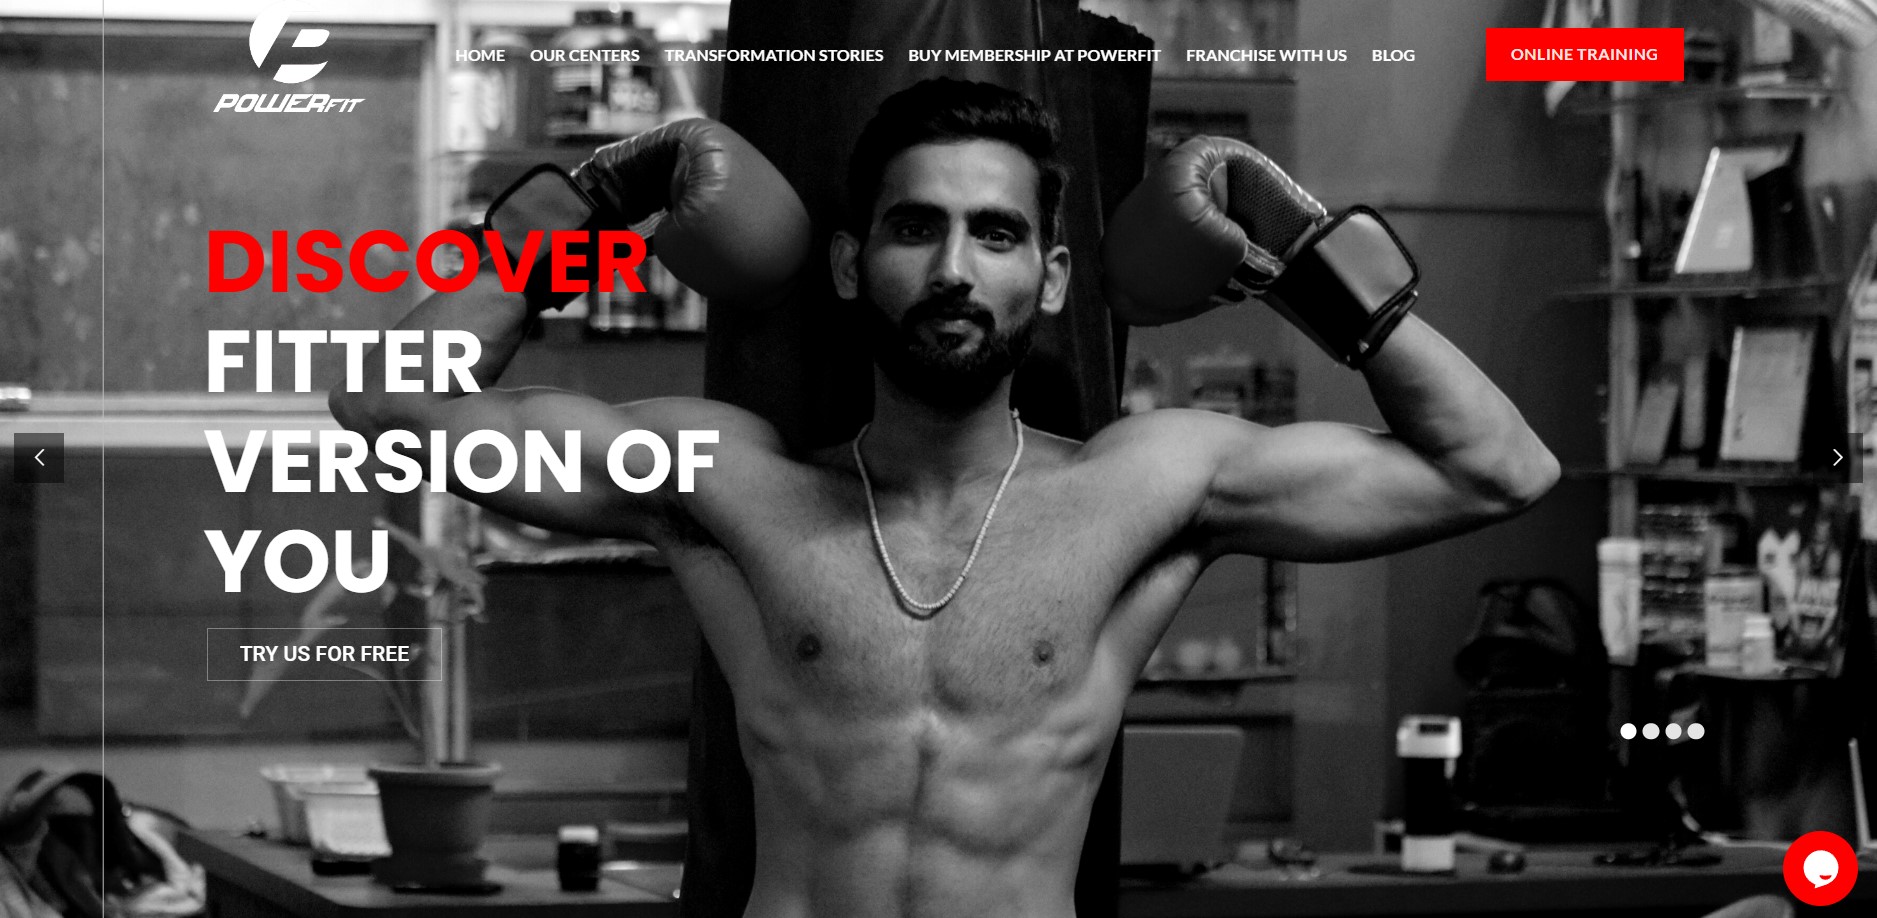 POWERFIT
HOME OUR CENTERS TRANSFORMATION STORIES BUY MEMBERSHIP AT POWERFIT FRANCHISE WITH US BLOG ONLINE TRAINING
DISCOVER
FITTER
VERSION OF
YOU
TRY US FOR FREE